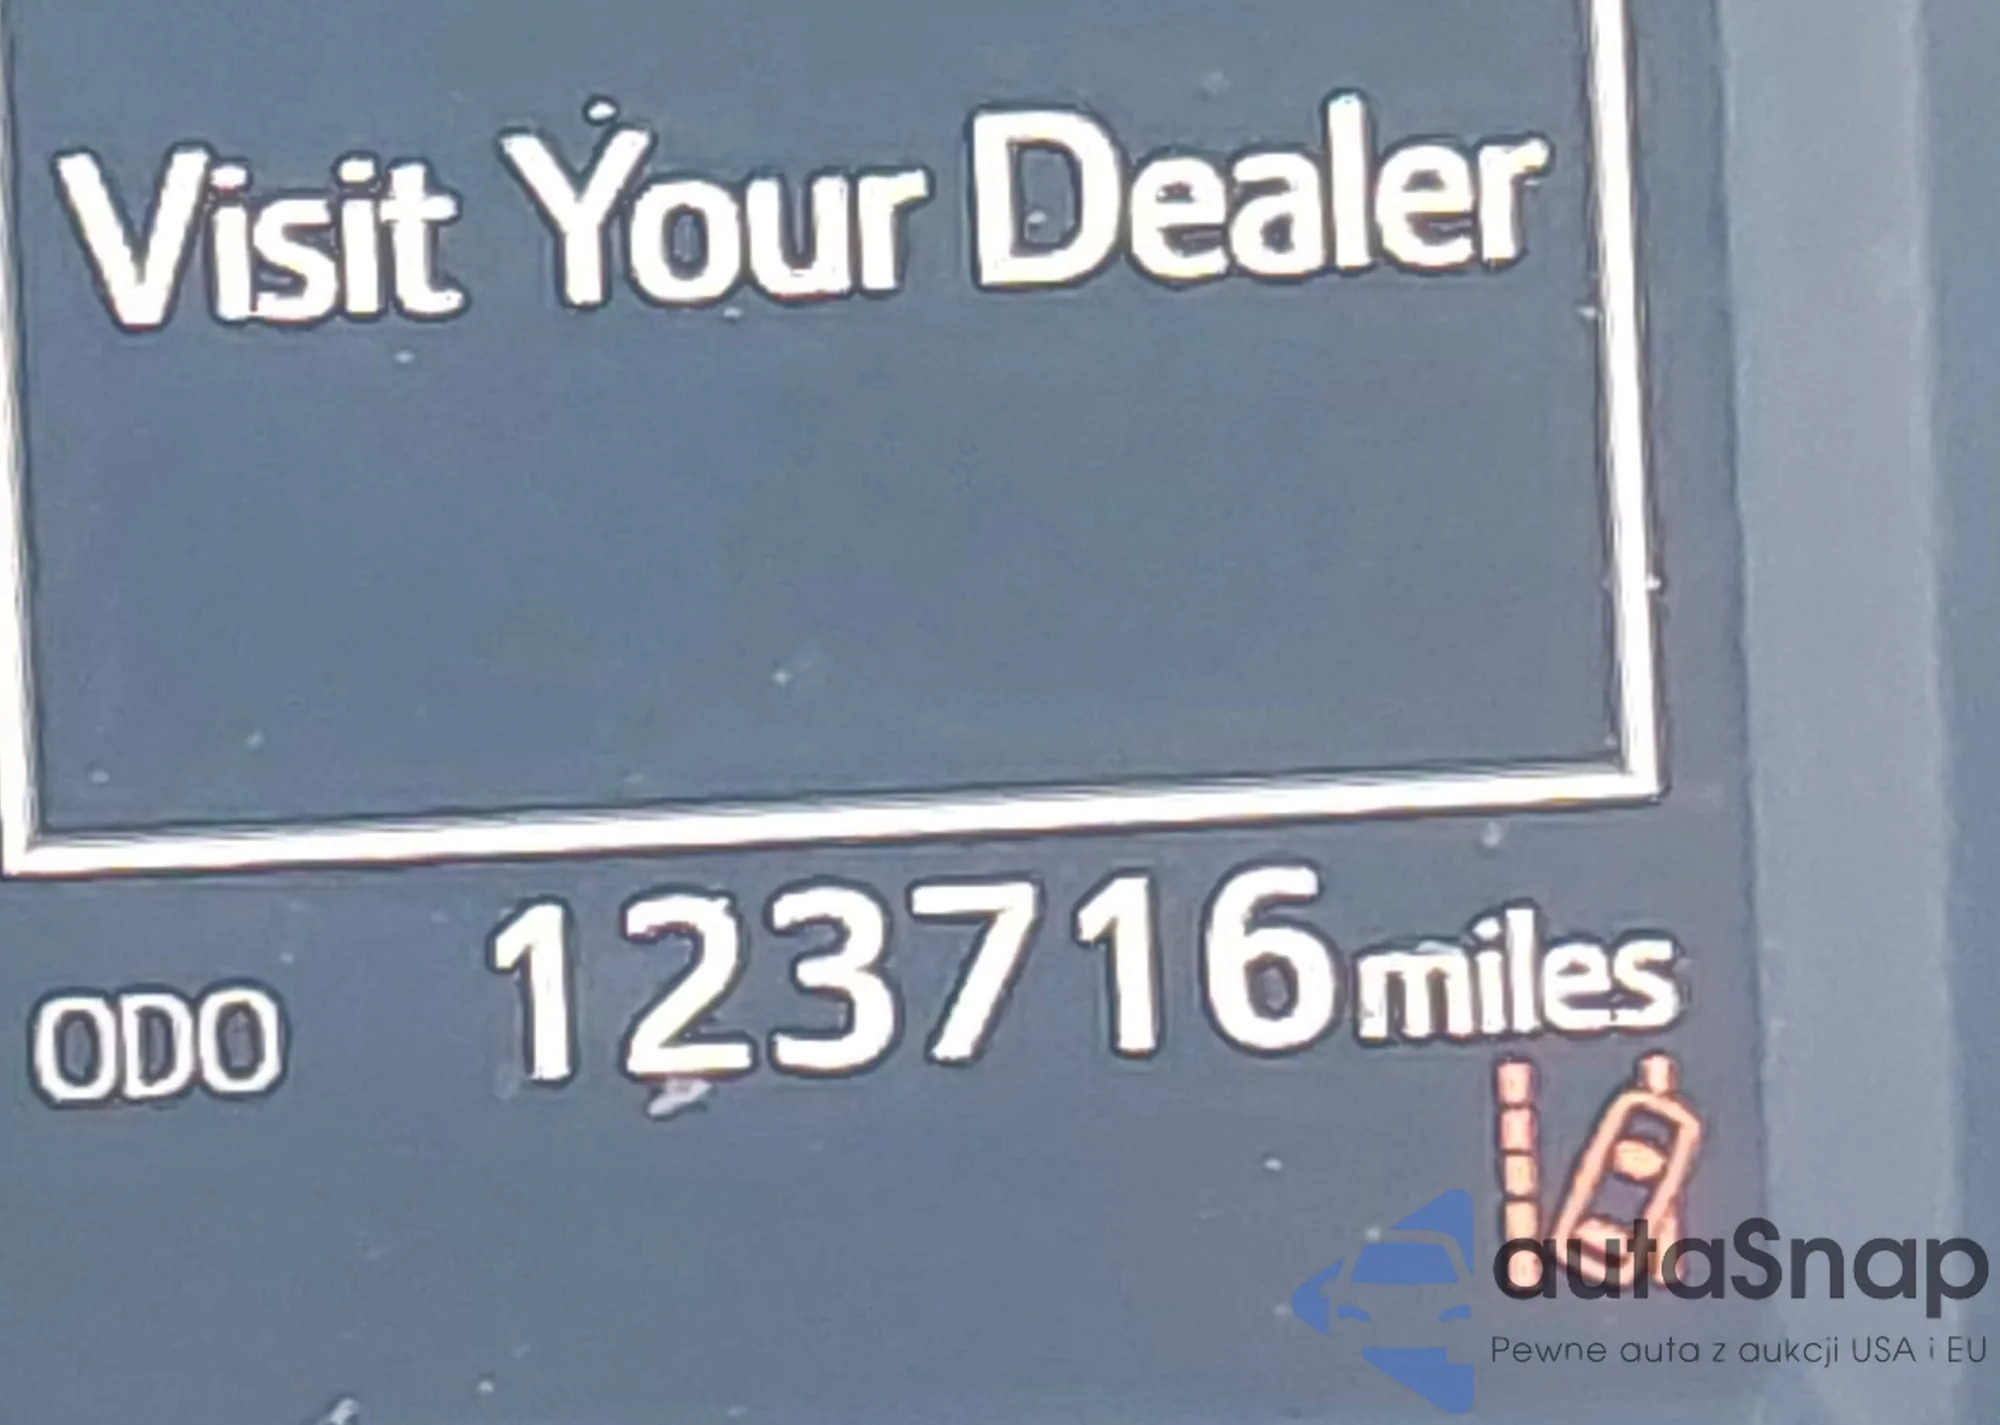 Visit Your Dealer
ODO 123716 miles
autaSnap
Pewne auta z aukcji USA i EU